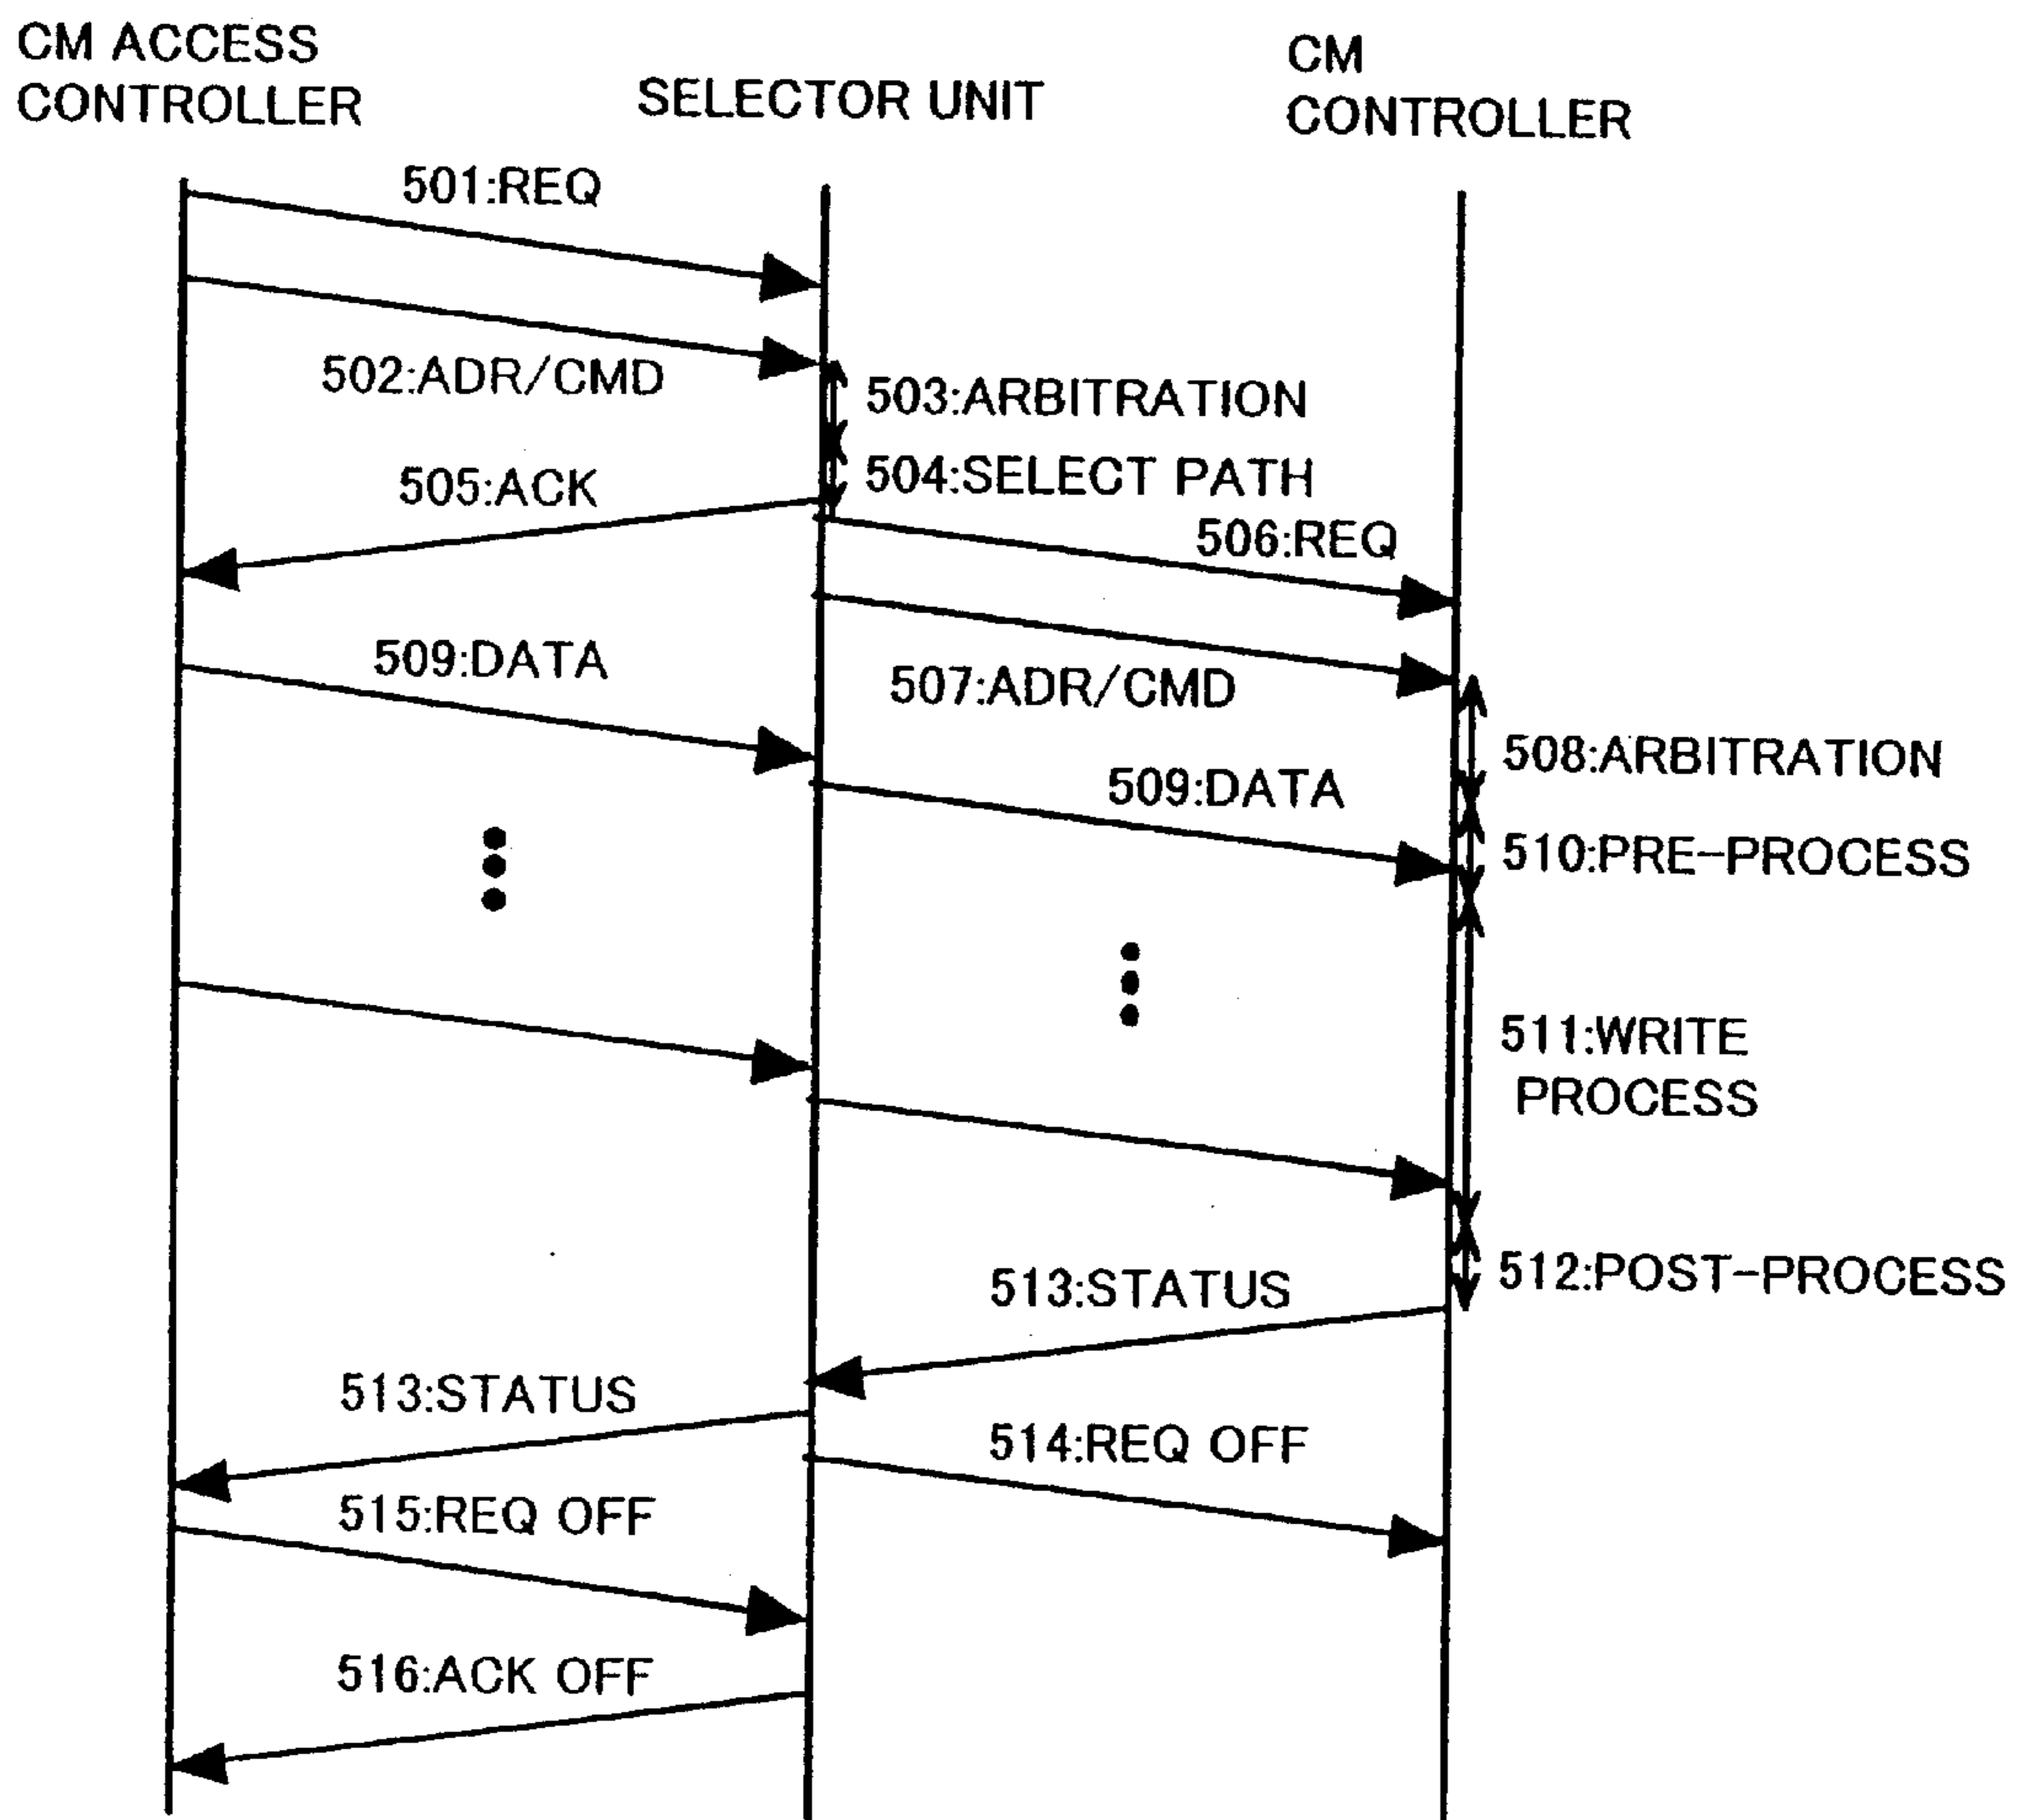 CM ACCESS
CONTROLLER
SELECTOR UNIT
CM
CONTROLLER
501:REQ
502:ADR/CMD
503:ARBITRATION
504:SELECT PATH
505:ACK
506:REQ
509:DATA
507:ADR/CMD
508:ARBITRATION
509:DATA
510:PRE-PROCESS
511:WRITE
PROCESS
512:POST-PROCESS
513:STATUS
513:STATUS
514:REQ OFF
515:REQ OFF
516:ACK OFF